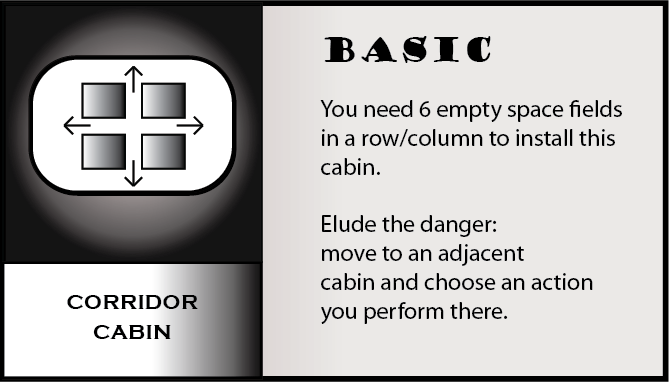 CORRIDOR
CABIN
BASIC
You need 6 empty space fields
in a row/column to install this
cabin.
Elude the danger:
move to an adjacent
cabin and choose an action
you perform there.